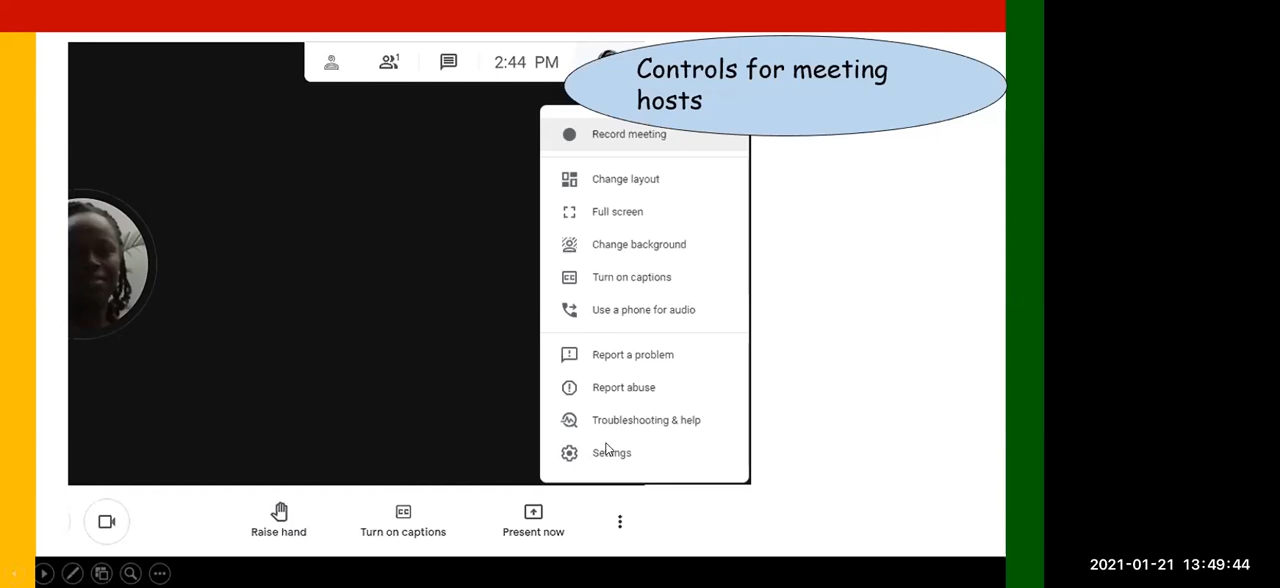 1
2:44 PM
Controls for meeting
hosts
Record meeting
Change layout
Full screen
Change background
Turn on captions
Use a phone for audio
Report a problem
Report abuse
Troubleshooting & help
Settings
Raise hand
Turn on captions
Present now
2021-01-21 13:49:44